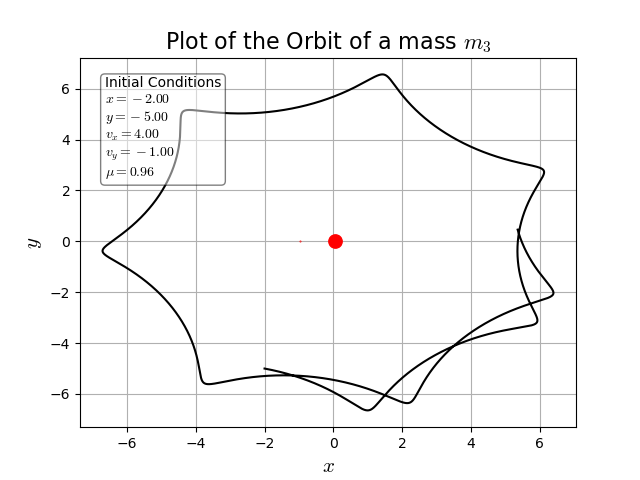 Plot of the Orbit of a mass m₃
Initial Conditions
x = −2.00
y = −5.00
vₓ = 4.00
v_y = −1.00
μ = 0.96
6
4
2
0
−2
−4
−6
y
−6
−4
−2
0
2
4
6
x